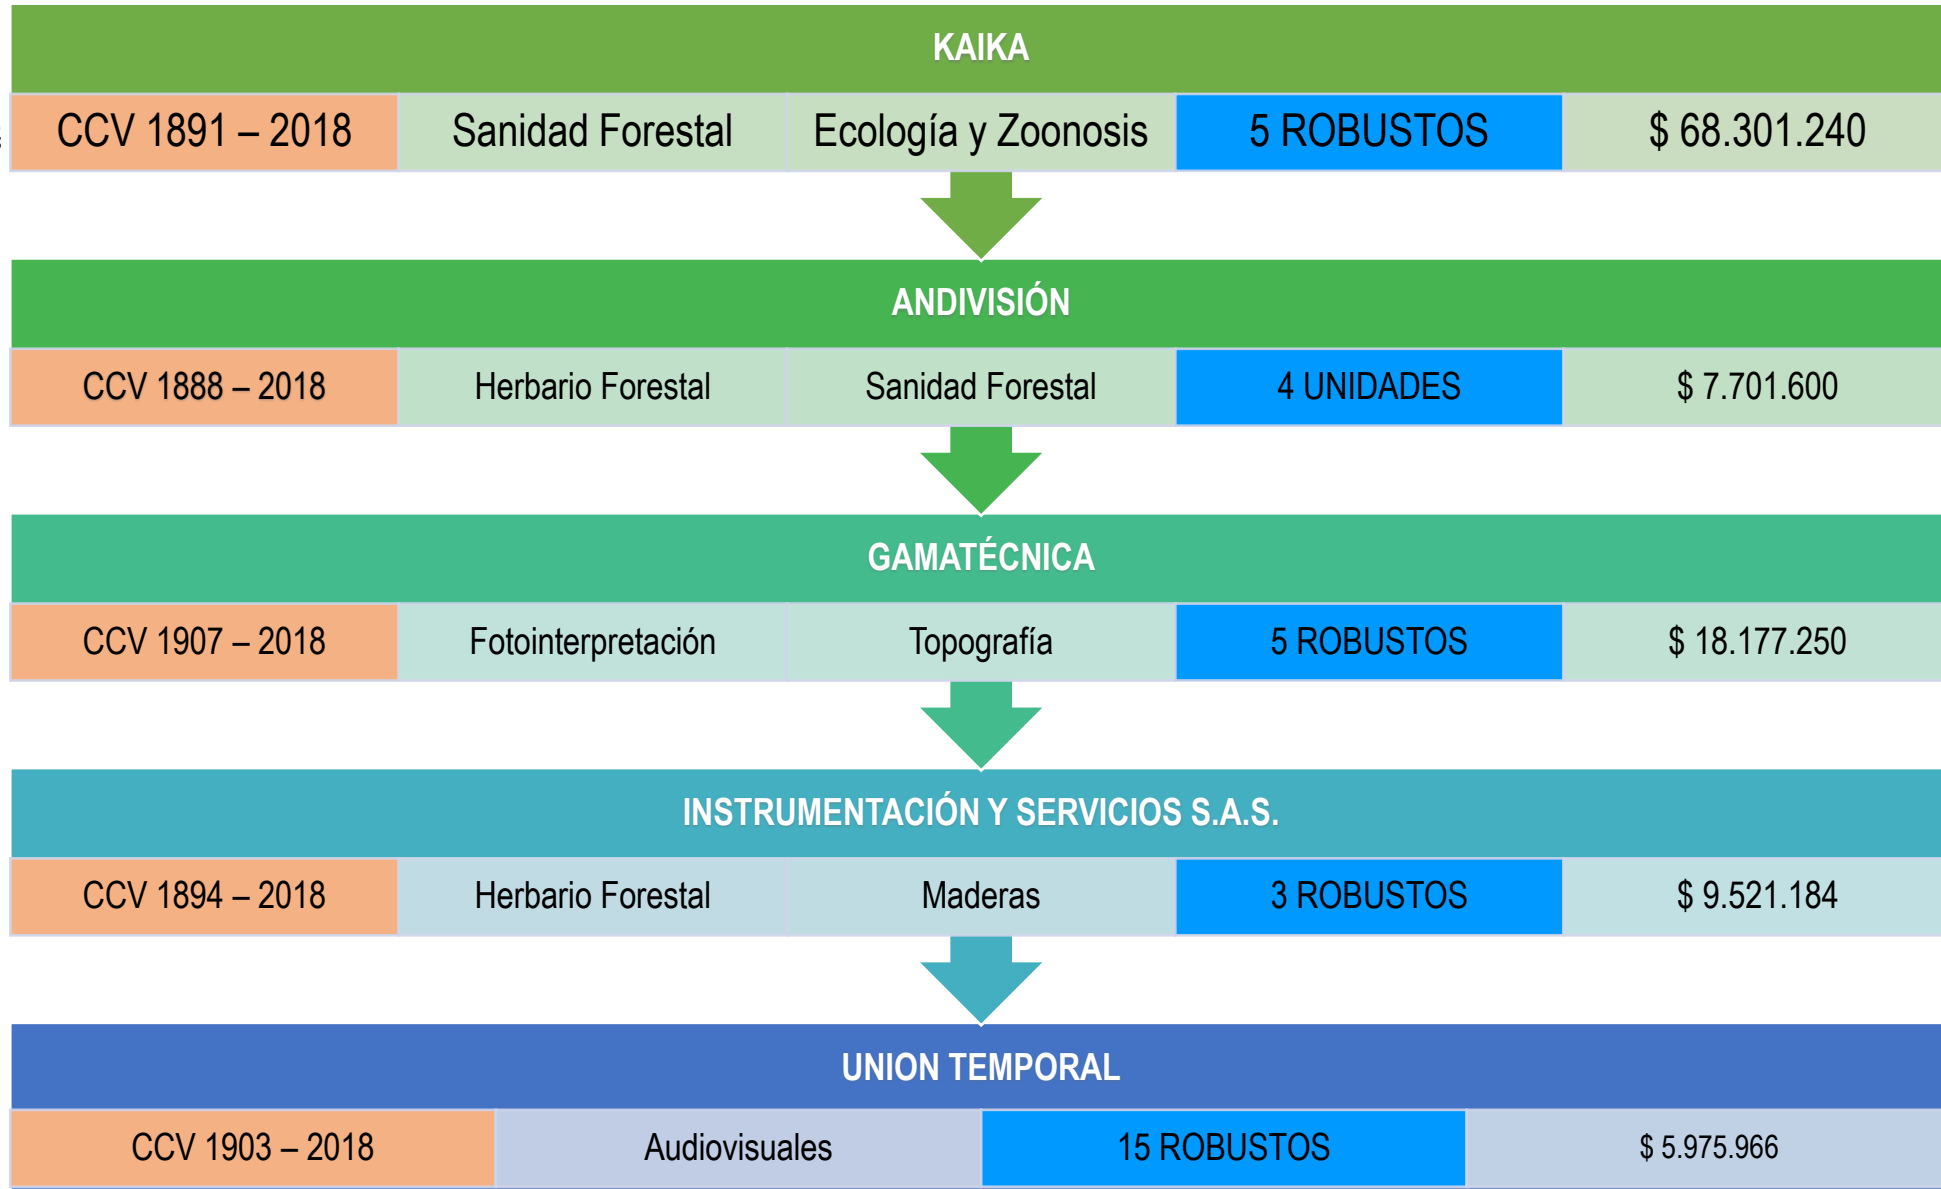 KAIKA
CCV 1891 – 2018 Sanidad Forestal Ecología y Zoonosis 5 ROBUSTOS $ 68.301.240
ANDIVISIÓN
CCV 1888 – 2018 Herbario Forestal Sanidad Forestal 4 UNIDADES $ 7.701.600
GAMATÉCNICA
CCV 1907 – 2018 Fotointerpretación Topografía 5 ROBUSTOS $ 18.177.250
INSTRUMENTACIÓN Y SERVICIOS S.A.S.
CCV 1894 – 2018 Herbario Forestal Maderas 3 ROBUSTOS $ 9.521.184
UNION TEMPORAL
CCV 1903 – 2018 Audiovisuales 15 ROBUSTOS $ 5.975.966